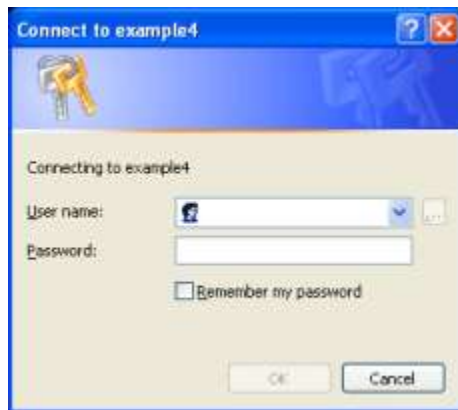 Connect to example4
Connecting to example4
User name:
...
Password:
Remember my password
OK
Cancel